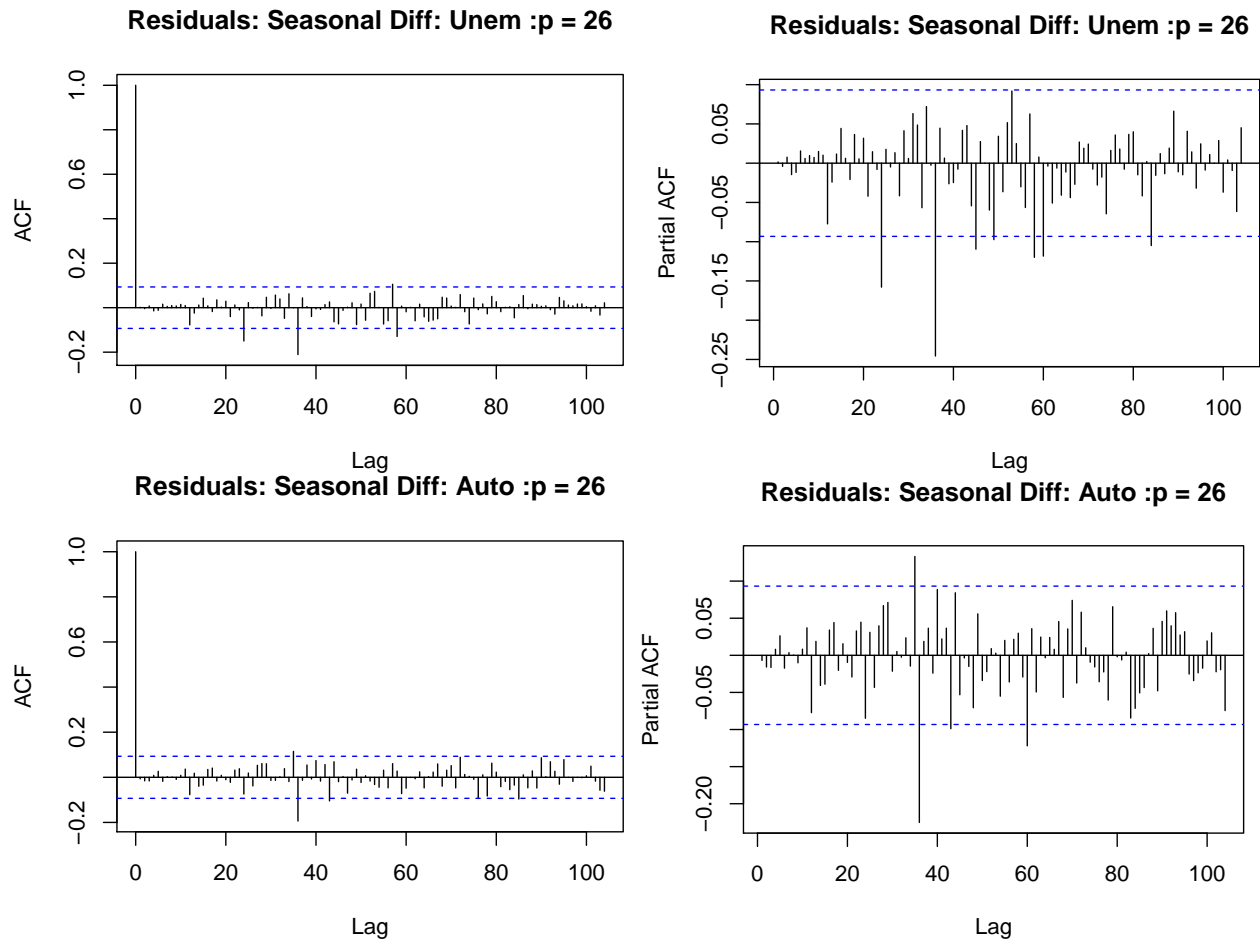 Residuals: Seasonal Diff: Unem :p = 26
ACF
1.0
0.6
0.2
−0.2
0 20 40 60 80 100
Lag
Residuals: Seasonal Diff: Unem :p = 26
Partial ACF
0.05
−0.05
−0.15
−0.25
0 20 40 60 80 100
Lag
Residuals: Seasonal Diff: Auto :p = 26
ACF
1.0
0.6
0.2
−0.2
0 20 40 60 80 100
Lag
Residuals: Seasonal Diff: Auto :p = 26
Partial ACF
0.05
−0.05
−0.20
0 20 40 60 80 100
Lag